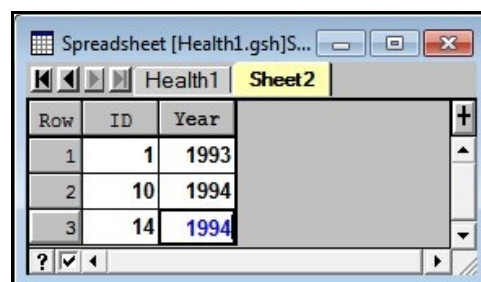 Spreadsheet [Health1.gsh]S...
Health1 Sheet2
Row ID Year
1 1 1993
2 10 1994
3 14 1994
?